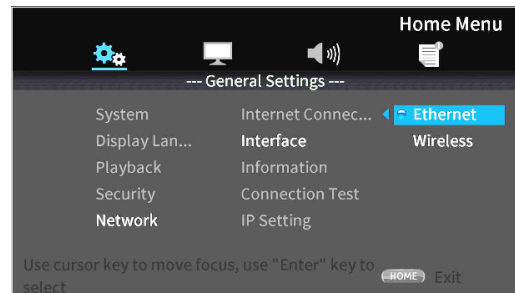 Home Menu
--- General Settings ---
System Internet Connec... Ethernet
Display Lan... Interface Wireless
Playback Information
Security Connection Test
Network IP Setting
Use cursor key to move focus, use "Enter" key to
select
HOME Exit